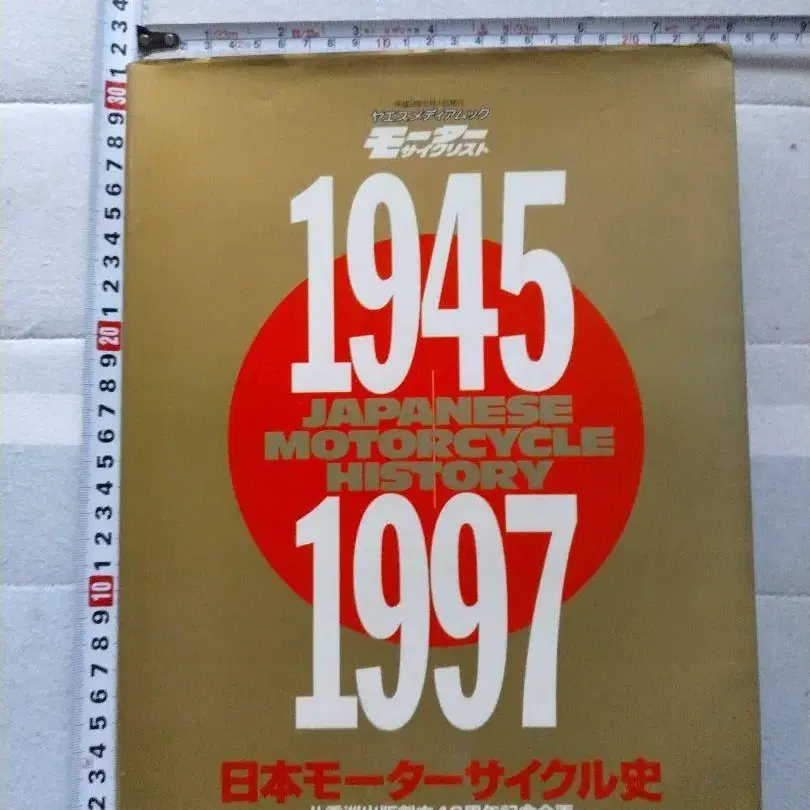 ヤエスメディアムック
モーター
サイクリスト
1945
JAPANESE
MOTORCYCLE
HISTORY
1997
日本モーターサイクル史